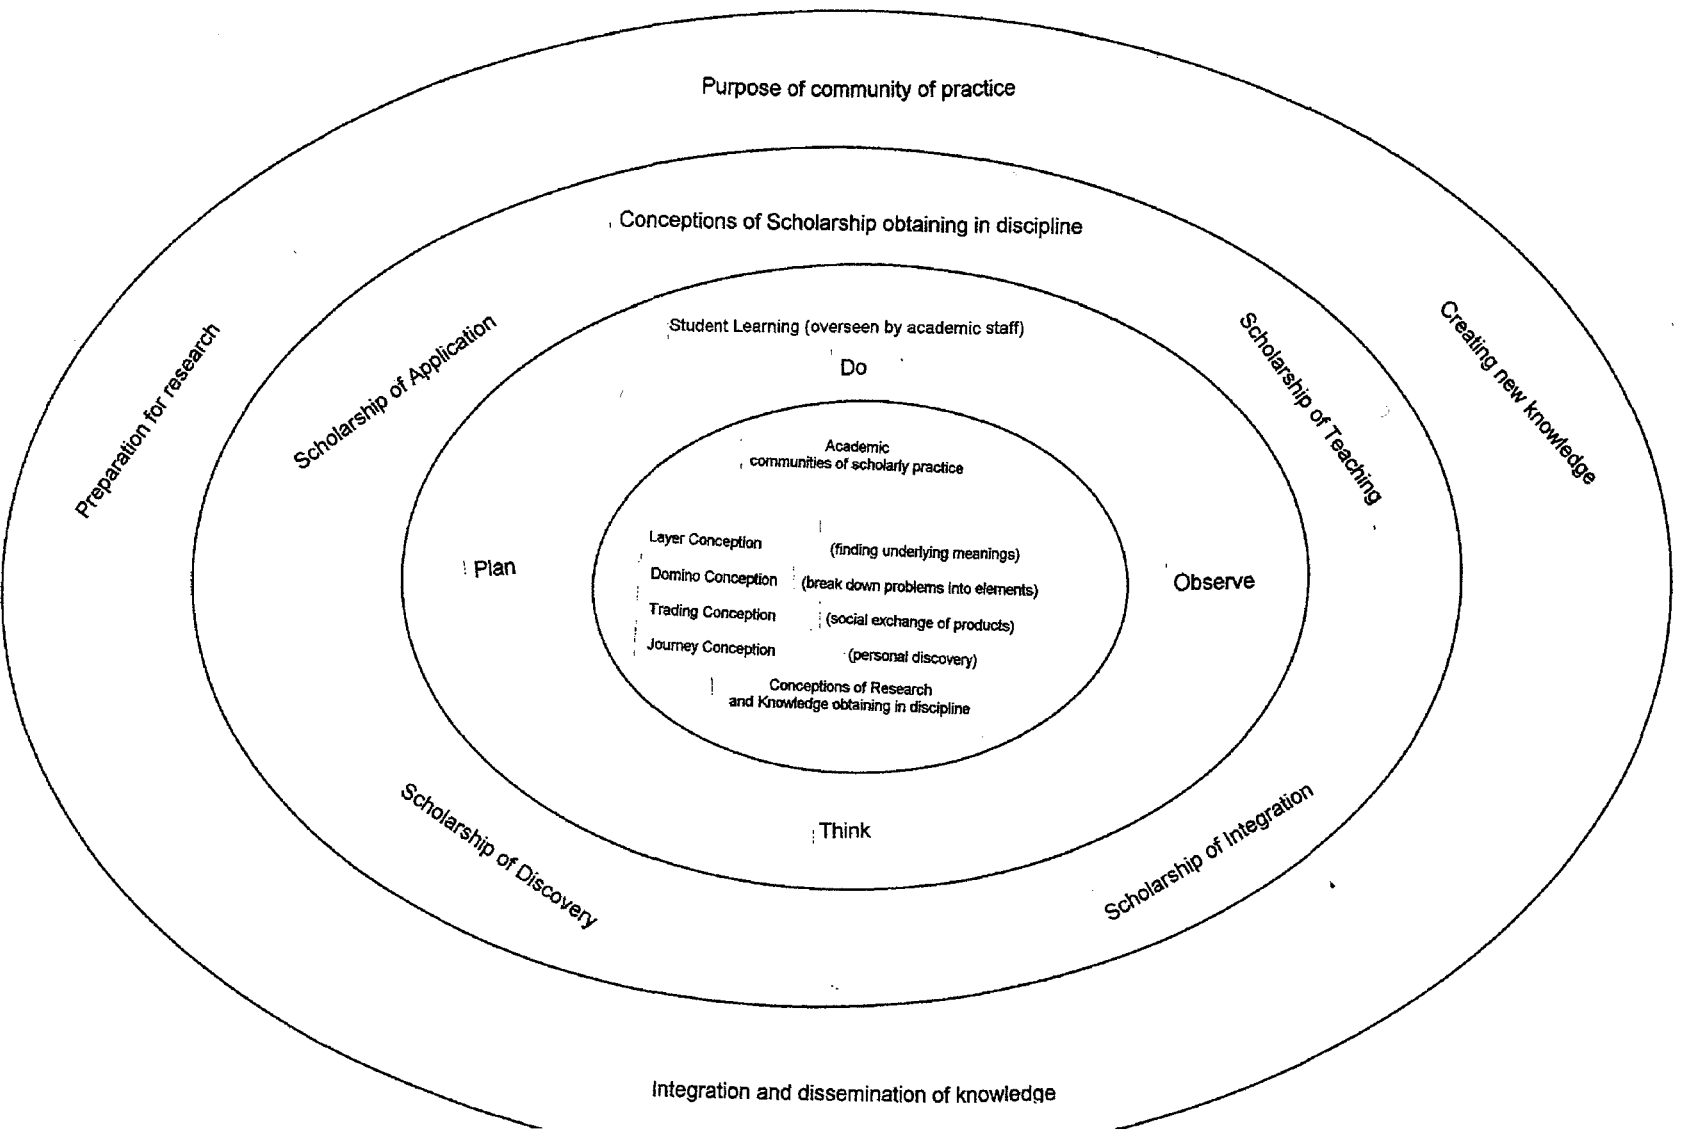 Purpose of community of practice
Conceptions of Scholarship obtaining in discipline
Preparation for research
Scholarship of Application
Student Learning (overseen by academic staff)
Do
Scholarship of Teaching
Creating new knowledge
Academic
communities of scholarly practice
Plan
Layer Conception (finding underlying meanings)
Domino Conception (break down problems into elements)
Trading Conception (social exchange of products)
Journey Conception (personal discovery)
Conceptions of Research
and Knowledge obtaining in discipline
Observe
Think
Scholarship of Discovery
Scholarship of Integration
Integration and dissemination of knowledge